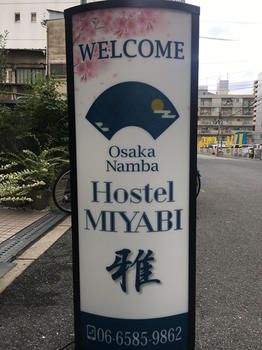 WELCOME
Osaka
Namba
Hostel
MIYABI
雅
06-6585-9862